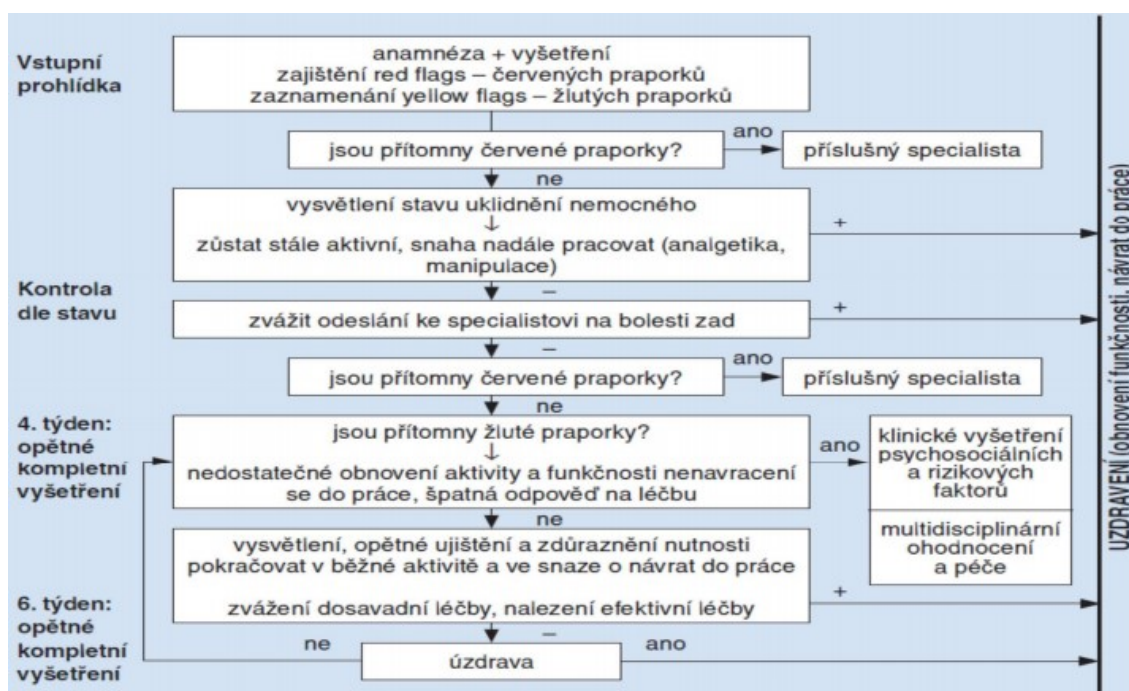 Vstupní
prohlídka
anamnéza + vyšetření
zajištění red flags – červených praporků
zaznamenání yellow flags – žlutých praporků
jsou přítomny červené praporky?
ano
příslušný specialista
ne
vysvětlení stavu uklidnění nemocného
↓
zůstat stále aktivní, snaha nadále pracovat (analgetika,
manipulace)
+
–
Kontrola
dle stavu
zvážit odeslání ke specialistovi na bolesti zad
+
–
jsou přítomny červené praporky?
ano
příslušný specialista
ne
4. týden:
opětné
kompletní
vyšetření
jsou přítomny žluté praporky?
↓
nedostatečné obnovení aktivity a funkčnosti nenavracení
se do práce, špatná odpověď na léčbu
ano
klinické vyšetření
psychosociálních
a rizikových
faktorů
multidisciplinární
ohodnocení
a péče
ne
vysvětlení, opětné ujištění a zdůraznění nutnosti
pokračovat v běžné aktivitě a ve snaze o návrat do práce
zvážení dosavadní léčby, nalezení efektivní léčby
+
–
6. týden:
opětné
kompletní
vyšetření
ne
úzdrava
ano
UZDRAVENÍ (obnovení funkčnosti, návrat do práce)